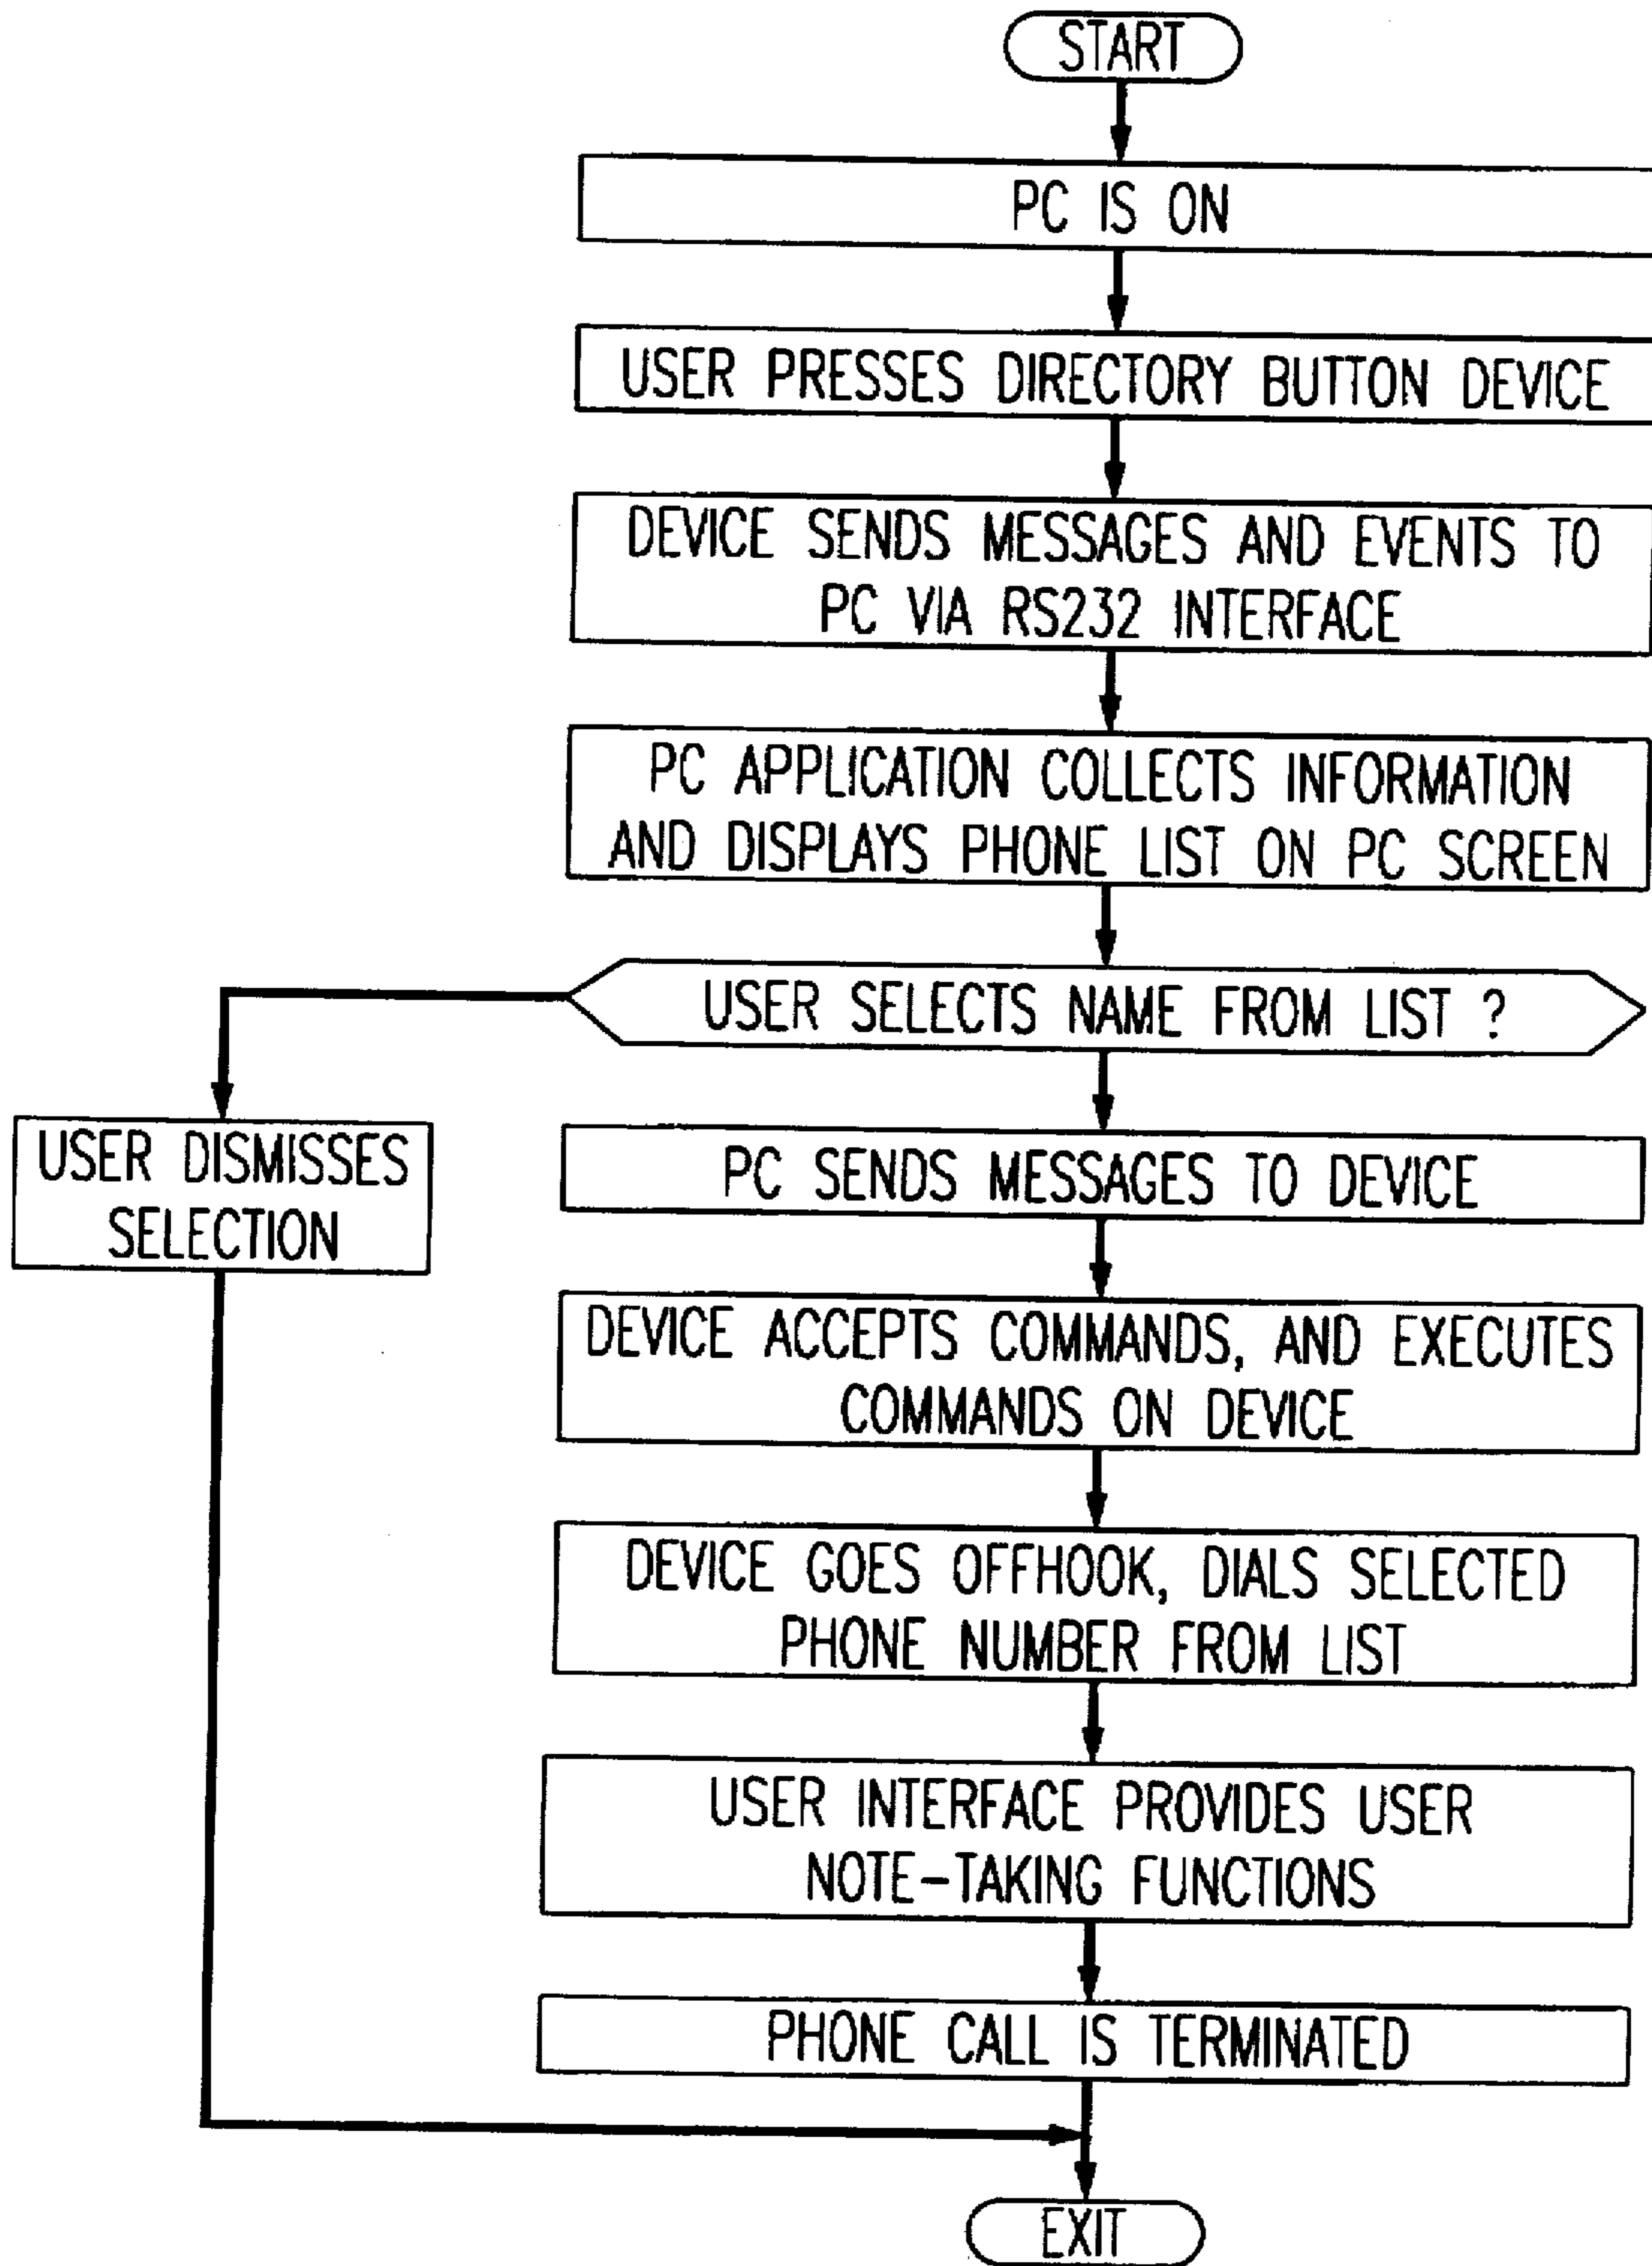 START
PC IS ON
USER PRESSES DIRECTORY BUTTON DEVICE
DEVICE SENDS MESSAGES AND EVENTS TO
PC VIA RS232 INTERFACE
PC APPLICATION COLLECTS INFORMATION
AND DISPLAYS PHONE LIST ON PC SCREEN
USER SELECTS NAME FROM LIST ?
USER DISMISSES
SELECTION
PC SENDS MESSAGES TO DEVICE
DEVICE ACCEPTS COMMANDS, AND EXECUTES
COMMANDS ON DEVICE
DEVICE GOES OFFHOOK, DIALS SELECTED
PHONE NUMBER FROM LIST
USER INTERFACE PROVIDES USER
NOTE-TAKING FUNCTIONS
PHONE CALL IS TERMINATED
EXIT